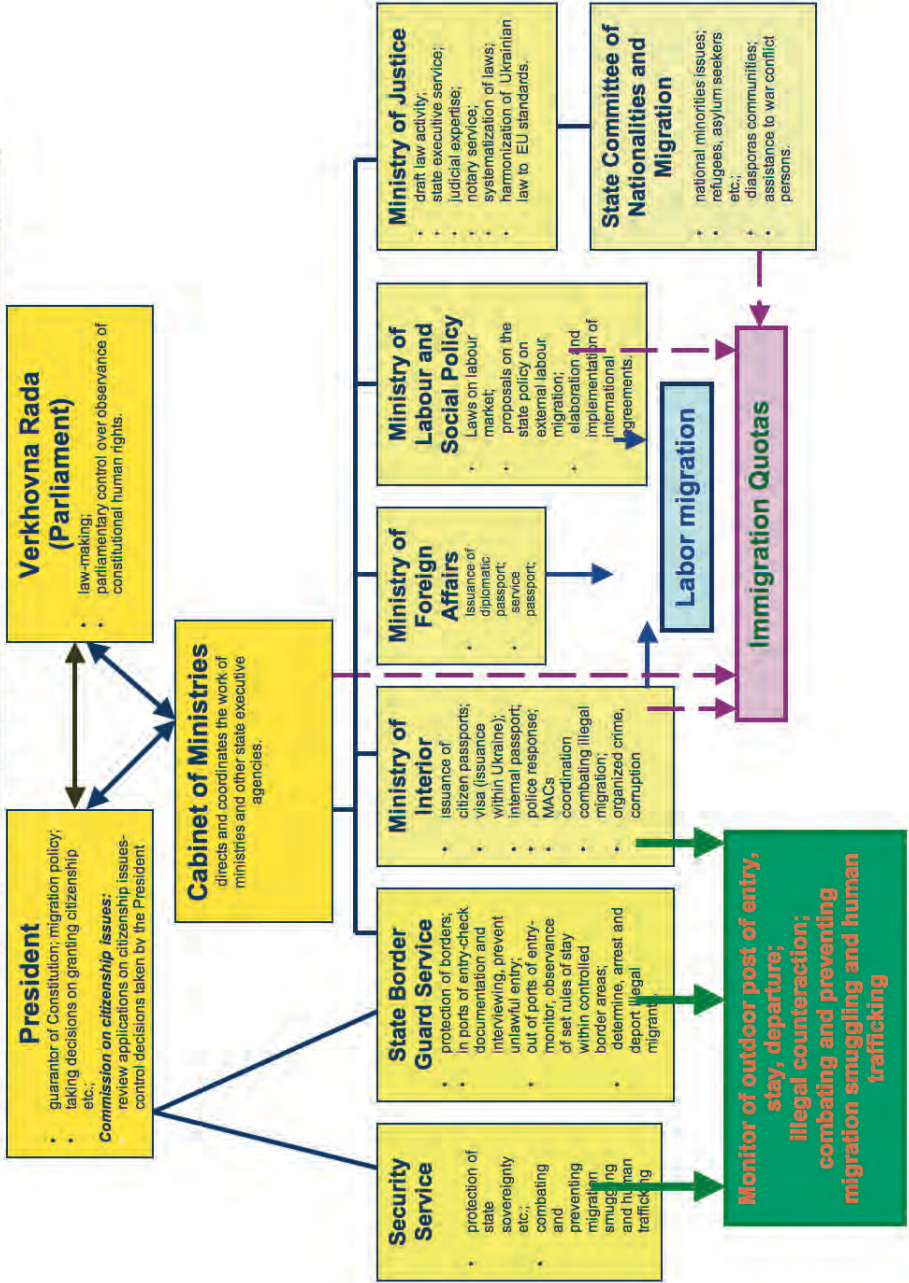 President
• guarantor of Constitution; migration policy;
• taking decisions on granting citizenship
etc.;
Commission on citizenship issues:
review applications on citizenship issues-
control decisions taken by the President
Verkhovna Rada
(Parliament)
• law-making;
• parliamentary control over observance of
constitutional human rights.
Cabinet of Ministries
directs and coordinates the work of
ministries and other state executive
agencies.
Security
Service
• protection of
state
sovereignty
etc.;
• combating
and
preventing
migration
smuggling
and human
trafficking
State Border
Guard Service
• protection of borders;
• in ports of entry-check
documentation and
interviewing, prevent
unlawful entry;
• out of ports of entry-
monitor, observance
of set rules of stay
within controlled
border areas;
• determine, arrest and
deport illegal
migrants.
Ministry of
Interior
• issuance of
citizen passports;
• visa (issuance
within Ukraine);
• internal passport;
• police response;
• MACs
coordination
• combating illegal
migration;
• organized crime,
corruption
Ministry of
Foreign
Affairs
• Issuance of
diplomatic
passport;
• service
passport;
Ministry of
Labour and
Social Policy
• Laws on labour
market;
• proposals on the
state policy on
external labour
migration;
• elaboration and
implementation of
international
agreements.
Ministry of Justice
• draft law activity;
• state executive service;
• judicial expertise;
• notary service;
• systematization of laws;
• harmonization of Ukrainian
law to EU standards.
State Committee of
Nationalities and
Migration
• national minorities issues;
• refugees, asylum seekers
etc.;
• diasporas communities;
• assistance to war conflict
persons.
Labor migration
Immigration Quotas
Monitor of outdoor post of entry,
stay, departure;
illegal counteraction;
combating and preventing
migration smuggling and human
trafficking